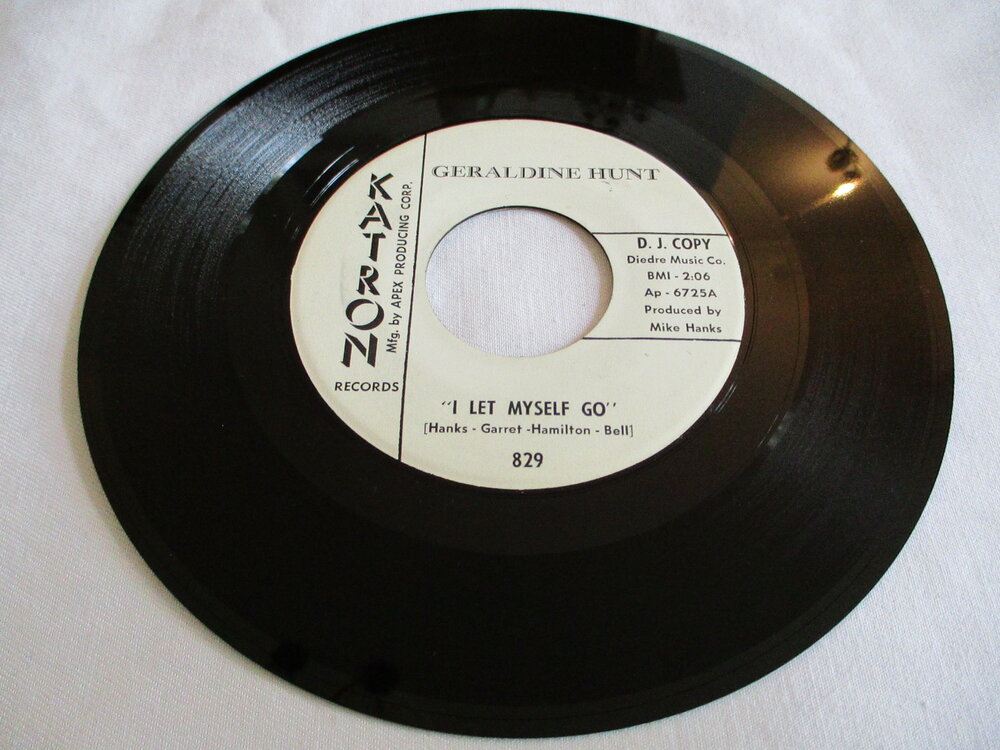 KATRON
RECORDS
Mfg. by APEX PRODUCING CORP.
GERALDINE HUNT
D. J. COPY
Diedre Music Co.
BMI - 2:06
Ap - 6725A
Produced by
Mike Hanks
"I LET MYSELF GO"
[Hanks - Garret -Hamilton - Bell]
829